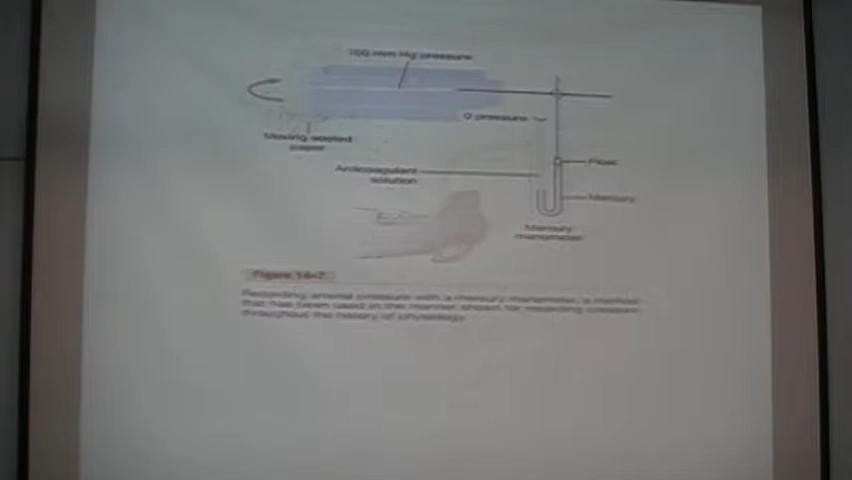 100 mm Hg pressure
0 pressure
Moving sooted
paper
Float
Anticoagulant
solution
Mercury
Mercury
manometer
Figure 14-7
Recording arterial pressure with a mercury manometer, a method
that has been used in the manner shown for recording pressure
throughout the history of physiology.